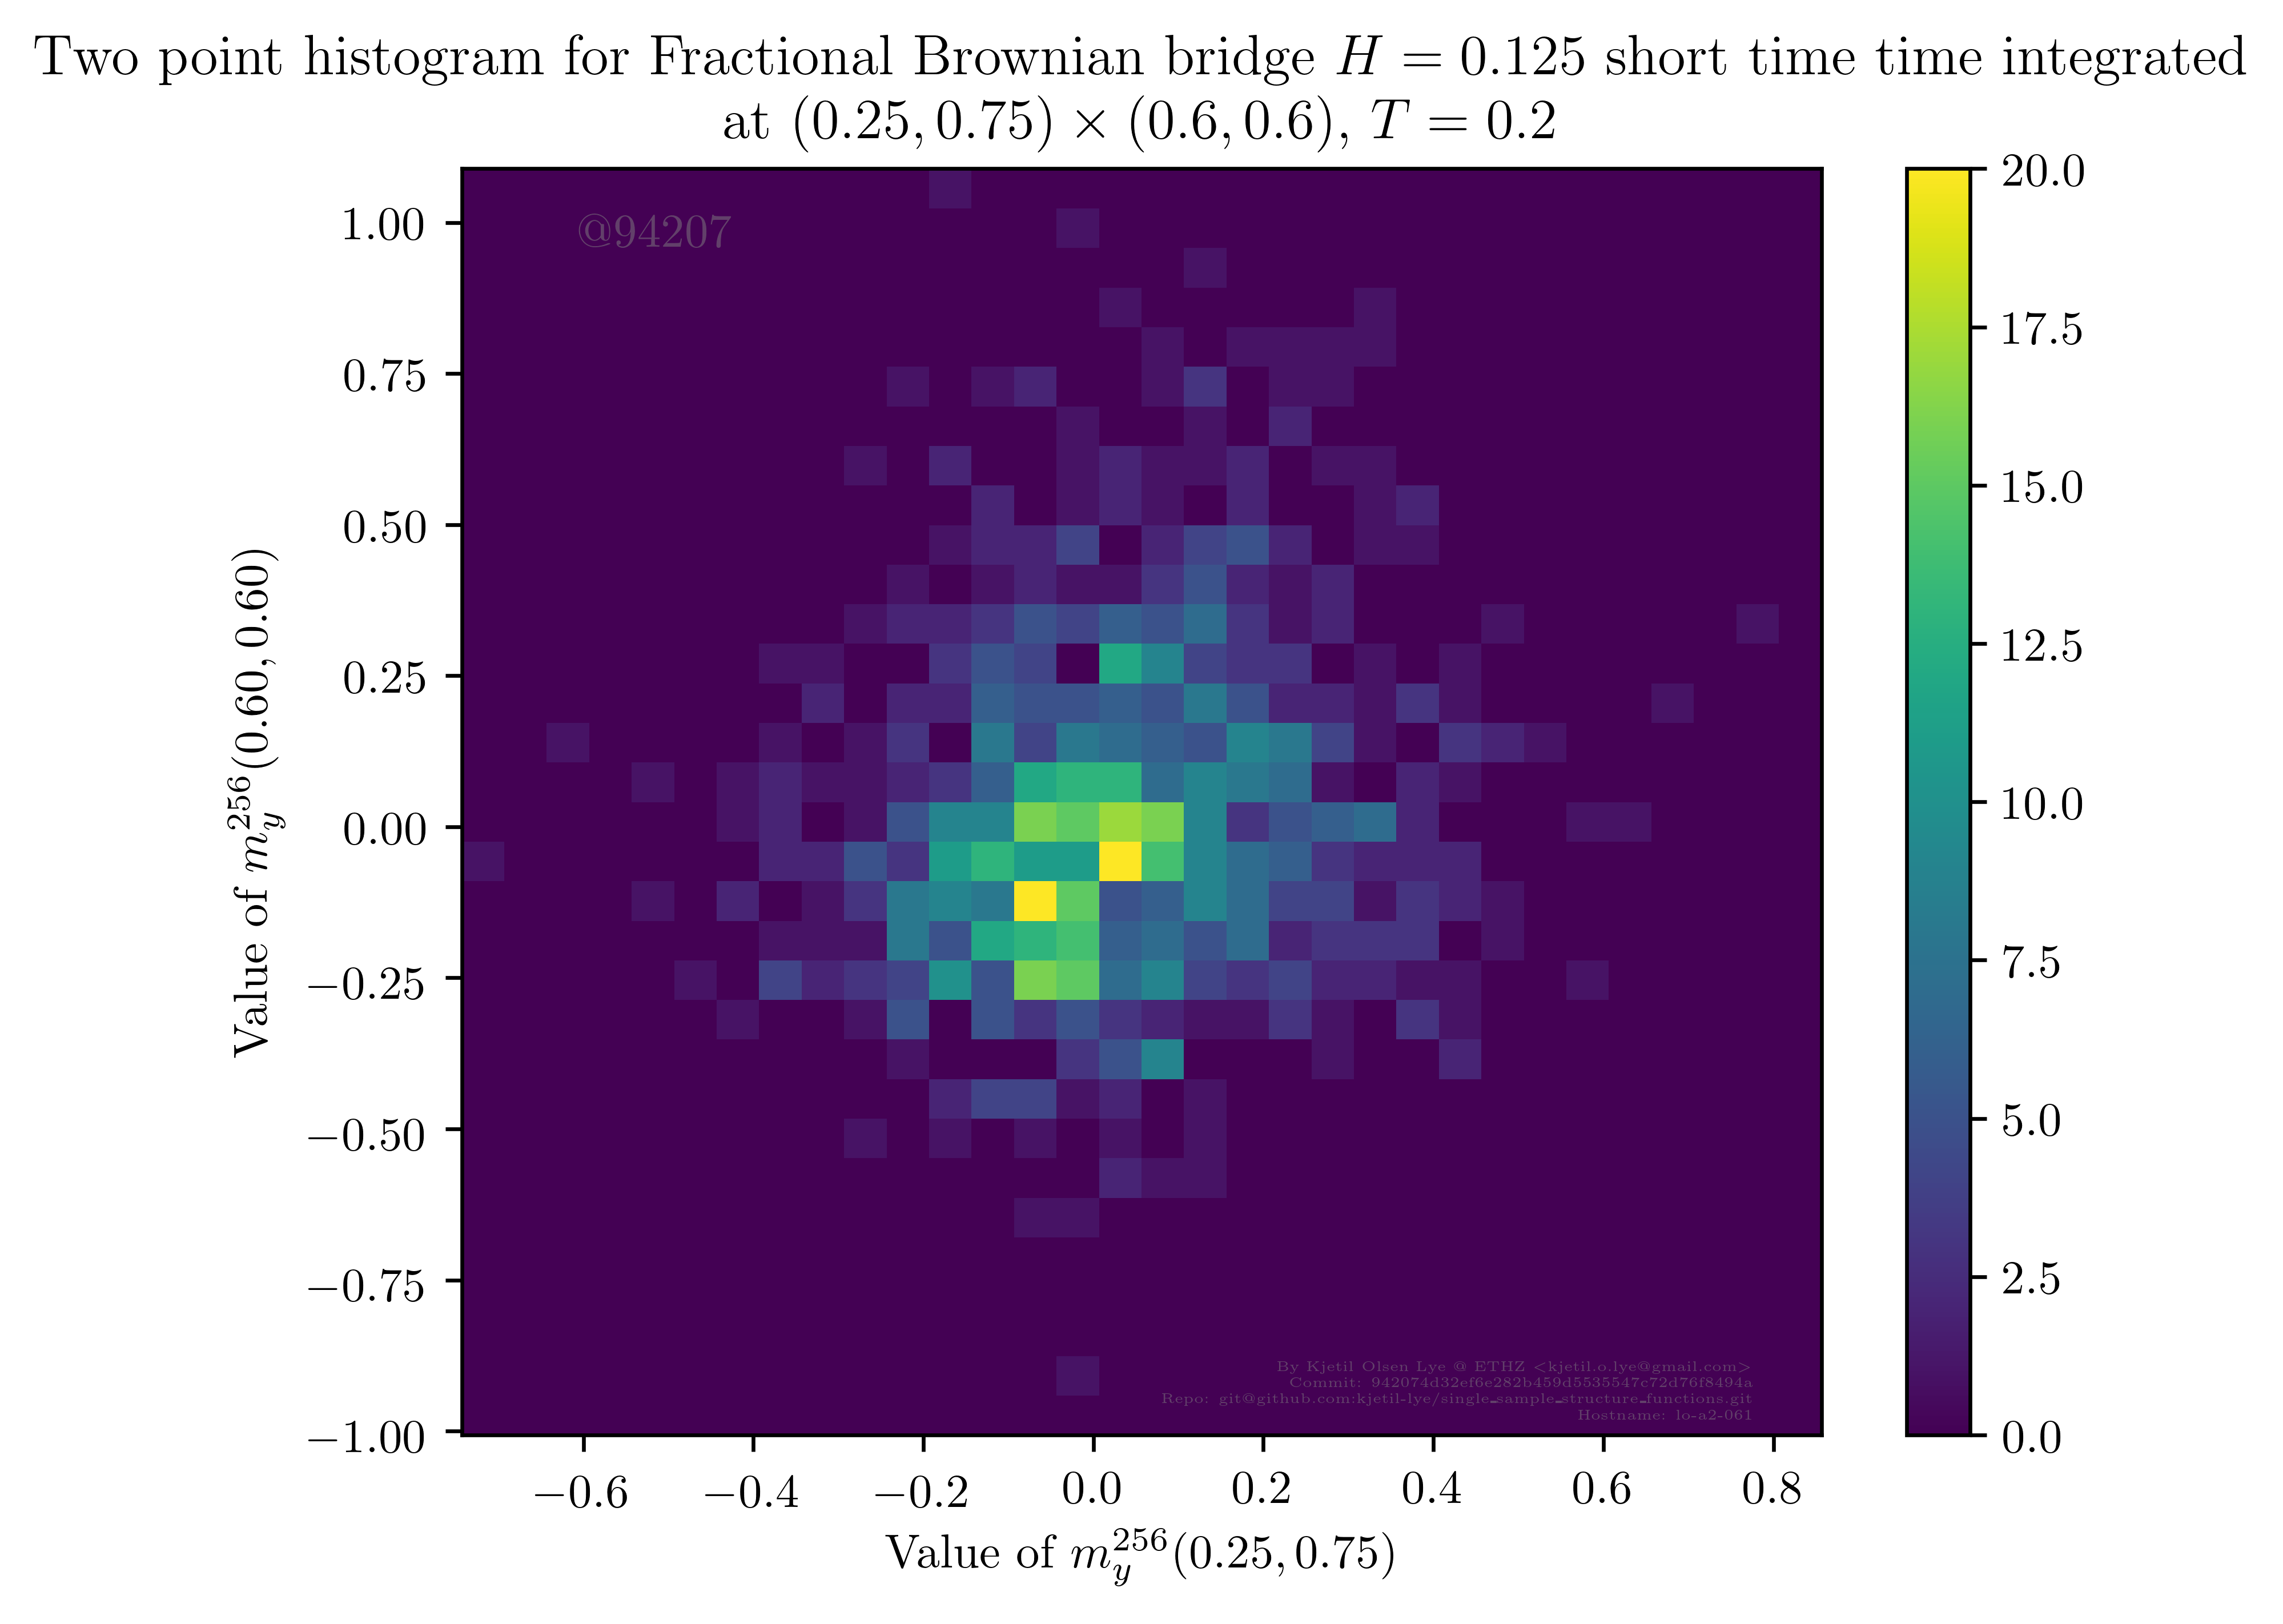 Two point histogram for Fractional Brownian bridge H = 0.125 short time time integrated
at (0.25, 0.75) × (0.6, 0.6), T = 0.2
@94207
1.00
0.75
0.50
0.25
0.00
−0.25
−0.50
−0.75
−1.00
Value of m_y^{256}(0.60, 0.60)
−0.6 −0.4 −0.2 0.0 0.2 0.4 0.6 0.8
Value of m_y^{256}(0.25, 0.75)
20.0
17.5
15.0
12.5
10.0
7.5
5.0
2.5
0.0
By Kjetil Olsen Lye @ ETHZ <kjetil.o.lye@gmail.com>
Commit: 942074d32ef6e282b459d5535547c72d76f8494a
Repo: git@github.com:kjetil-lye/single_sample_structure_functions.git
Hostname: lo-a2-061